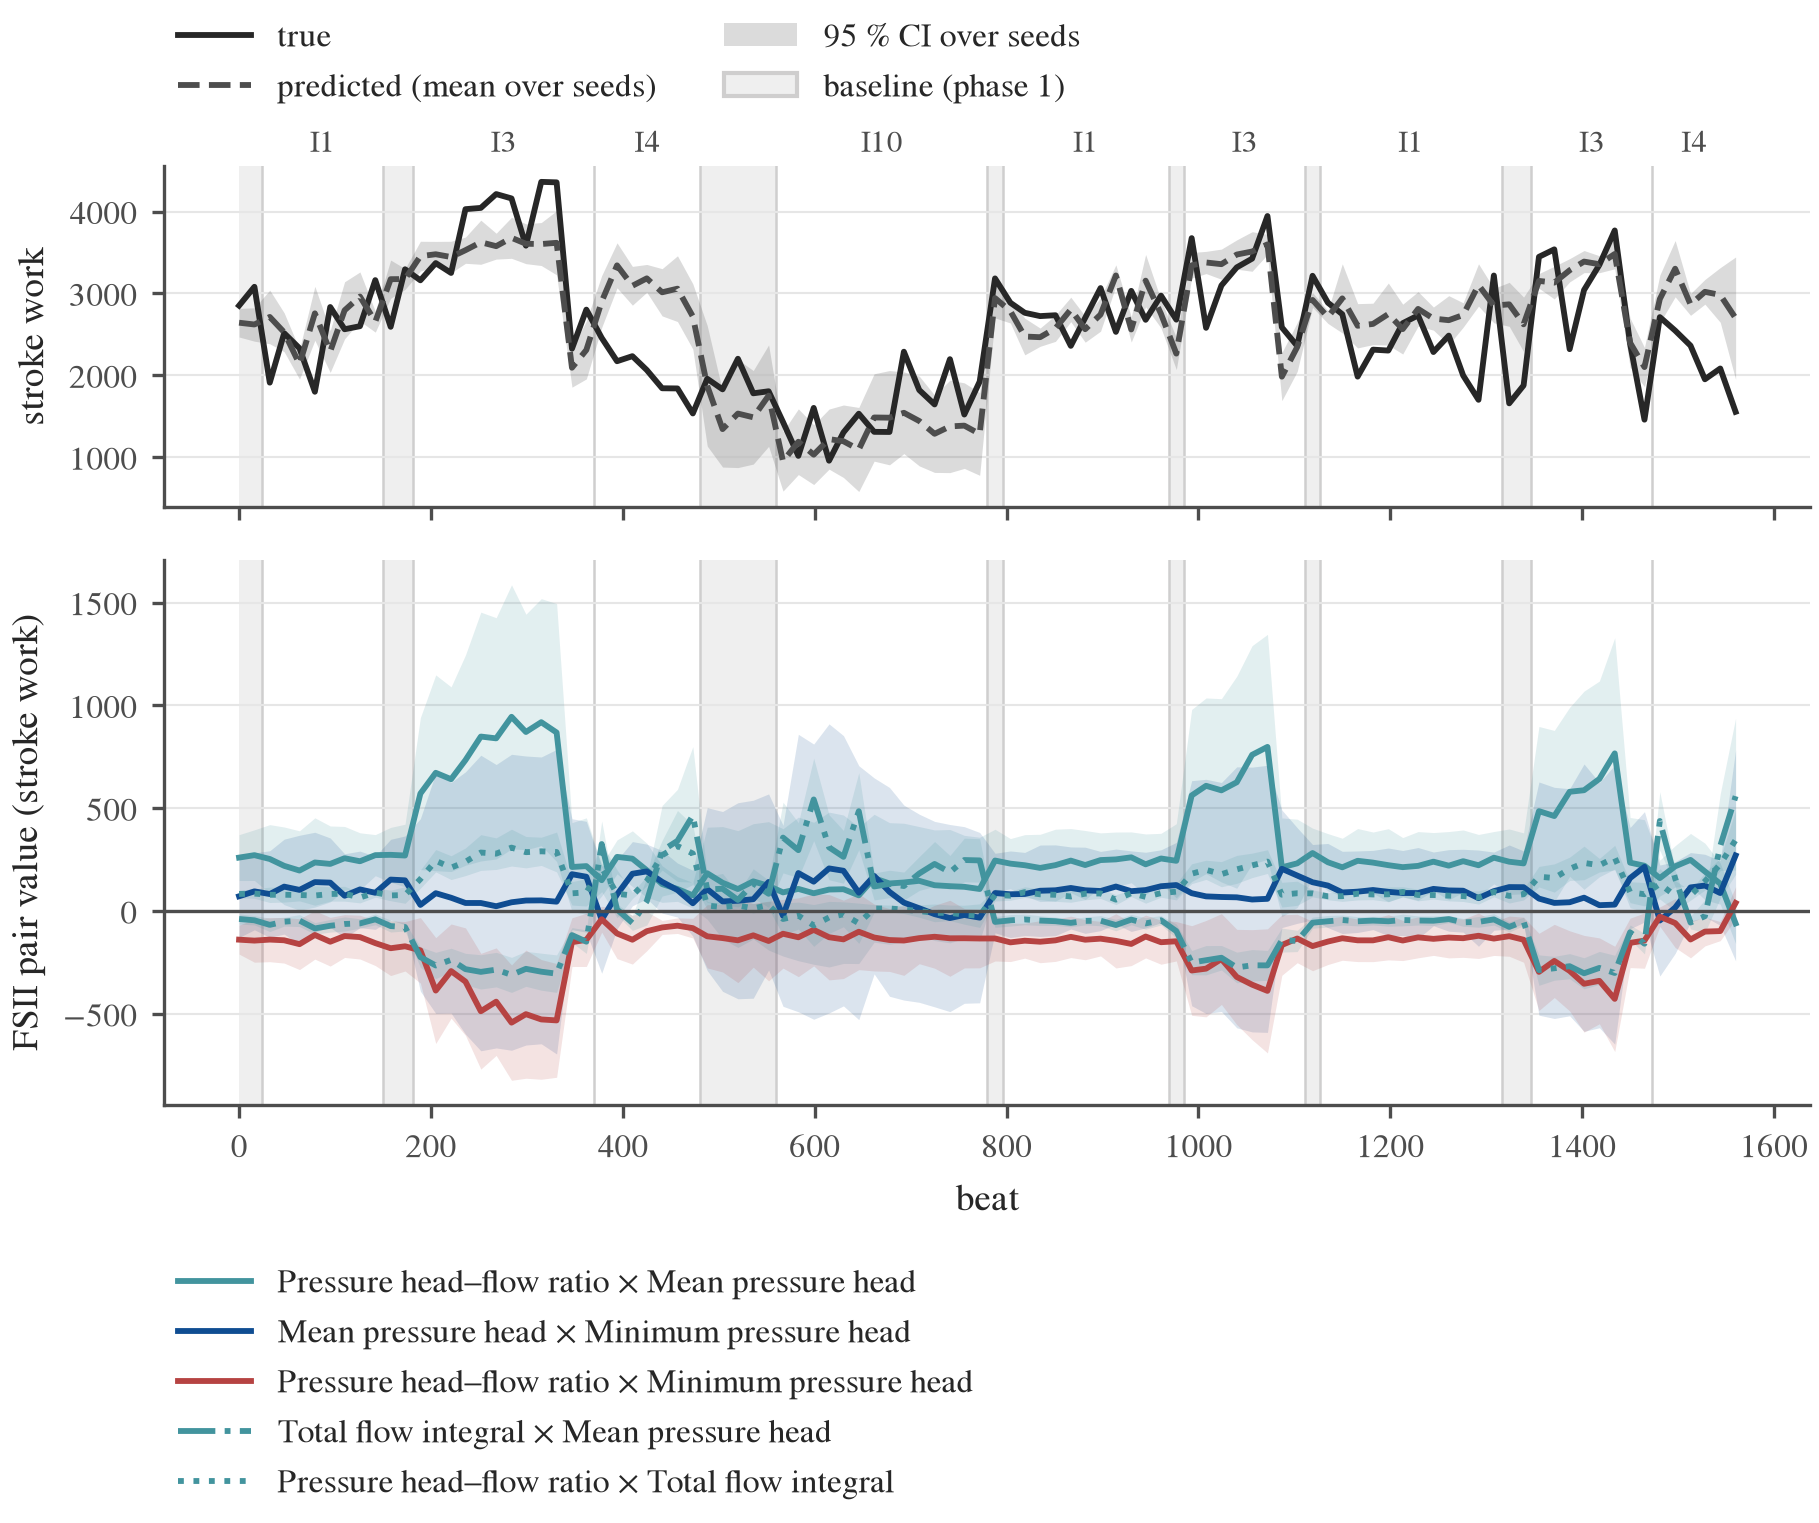 true
95 % CI over seeds
predicted (mean over seeds)
baseline (phase 1)
I1 I3 I4 I10 I1 I3 I1 I3 I4
4000
3000
2000
1000
stroke work
1500
1000
500
0
−500
FSII pair value (stroke work)
0 200 400 600 800 1000 1200 1400 1600
beat
Pressure head–flow ratio × Mean pressure head
Mean pressure head × Minimum pressure head
Pressure head–flow ratio × Minimum pressure head
Total flow integral × Mean pressure head
Pressure head–flow ratio × Total flow integral